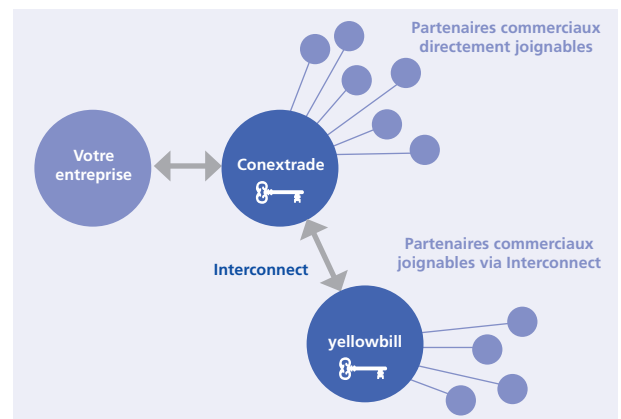 Partenaires commerciaux
directement joignables
Votre
entreprise
Conextrade
Partenaires commerciaux
joignables via Interconnect
Interconnect
yellowbill